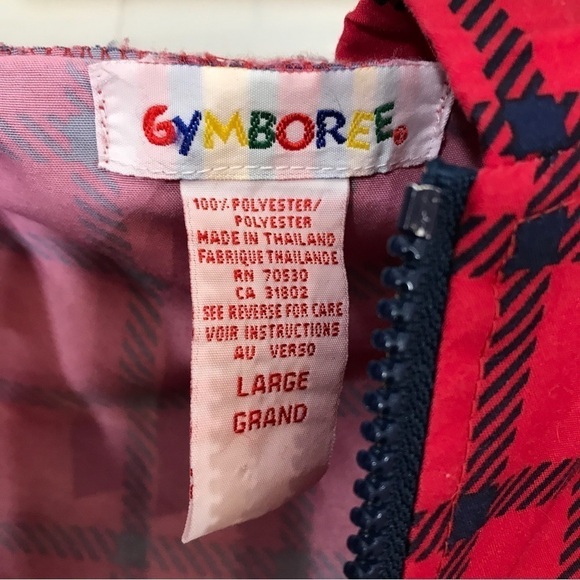 GYMBOREE®
100% POLYESTER/
POLYESTER
MADE IN THAILAND
FABRIQUE THAILANDE
RN 70530
CA 31802
SEE REVERSE FOR CARE
VOIR INSTRUCTIONS
AU VERSO
LARGE
GRAND